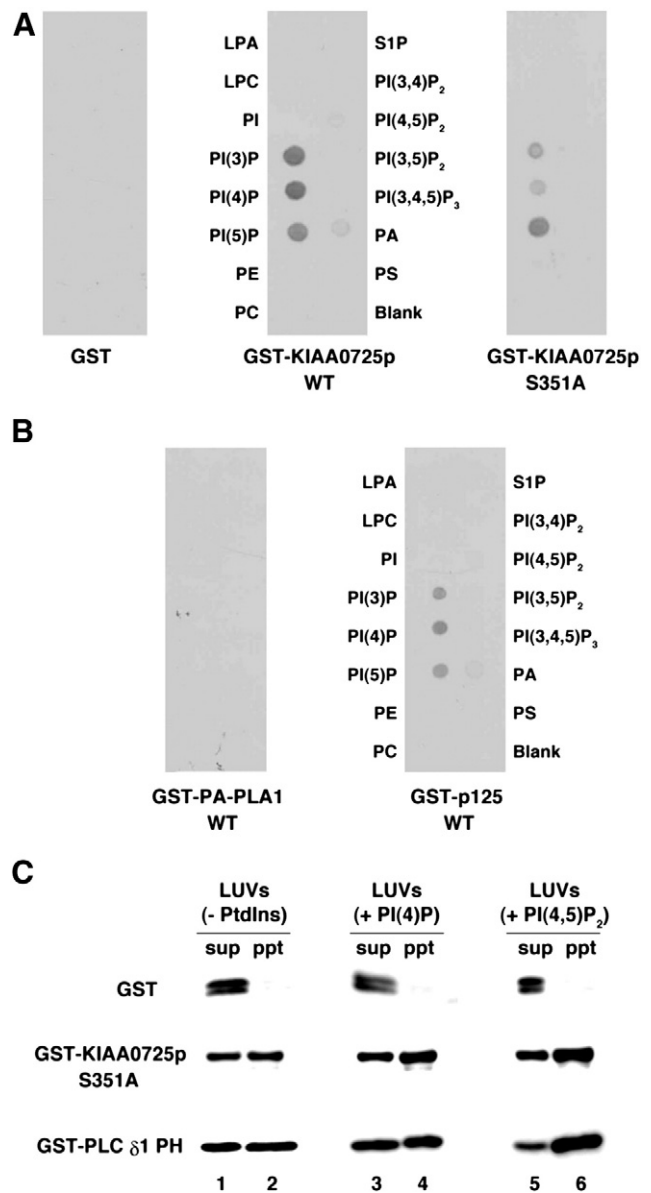 A
LPA S1P
LPC PI(3,4)P2
PI PI(4,5)P2
PI(3)P PI(3,5)P2
PI(4)P PI(3,4,5)P3
PI(5)P PA
PE PS
PC Blank
GST GST-KIAA0725p GST-KIAA0725p
WT S351A
B
LPA S1P
LPC PI(3,4)P2
PI PI(4,5)P2
PI(3)P PI(3,5)P2
PI(4)P PI(3,4,5)P3
PI(5)P PA
PE PS
PC Blank
GST-PA-PLA1 GST-p125
WT WT
C
LUVs LUVs LUVs
(- PtdIns) (+ PI(4)P) (+ PI(4,5)P2)
sup ppt sup ppt sup ppt
GST
GST-KIAA0725p
S351A
GST-PLC δ1 PH
1 2 3 4 5 6